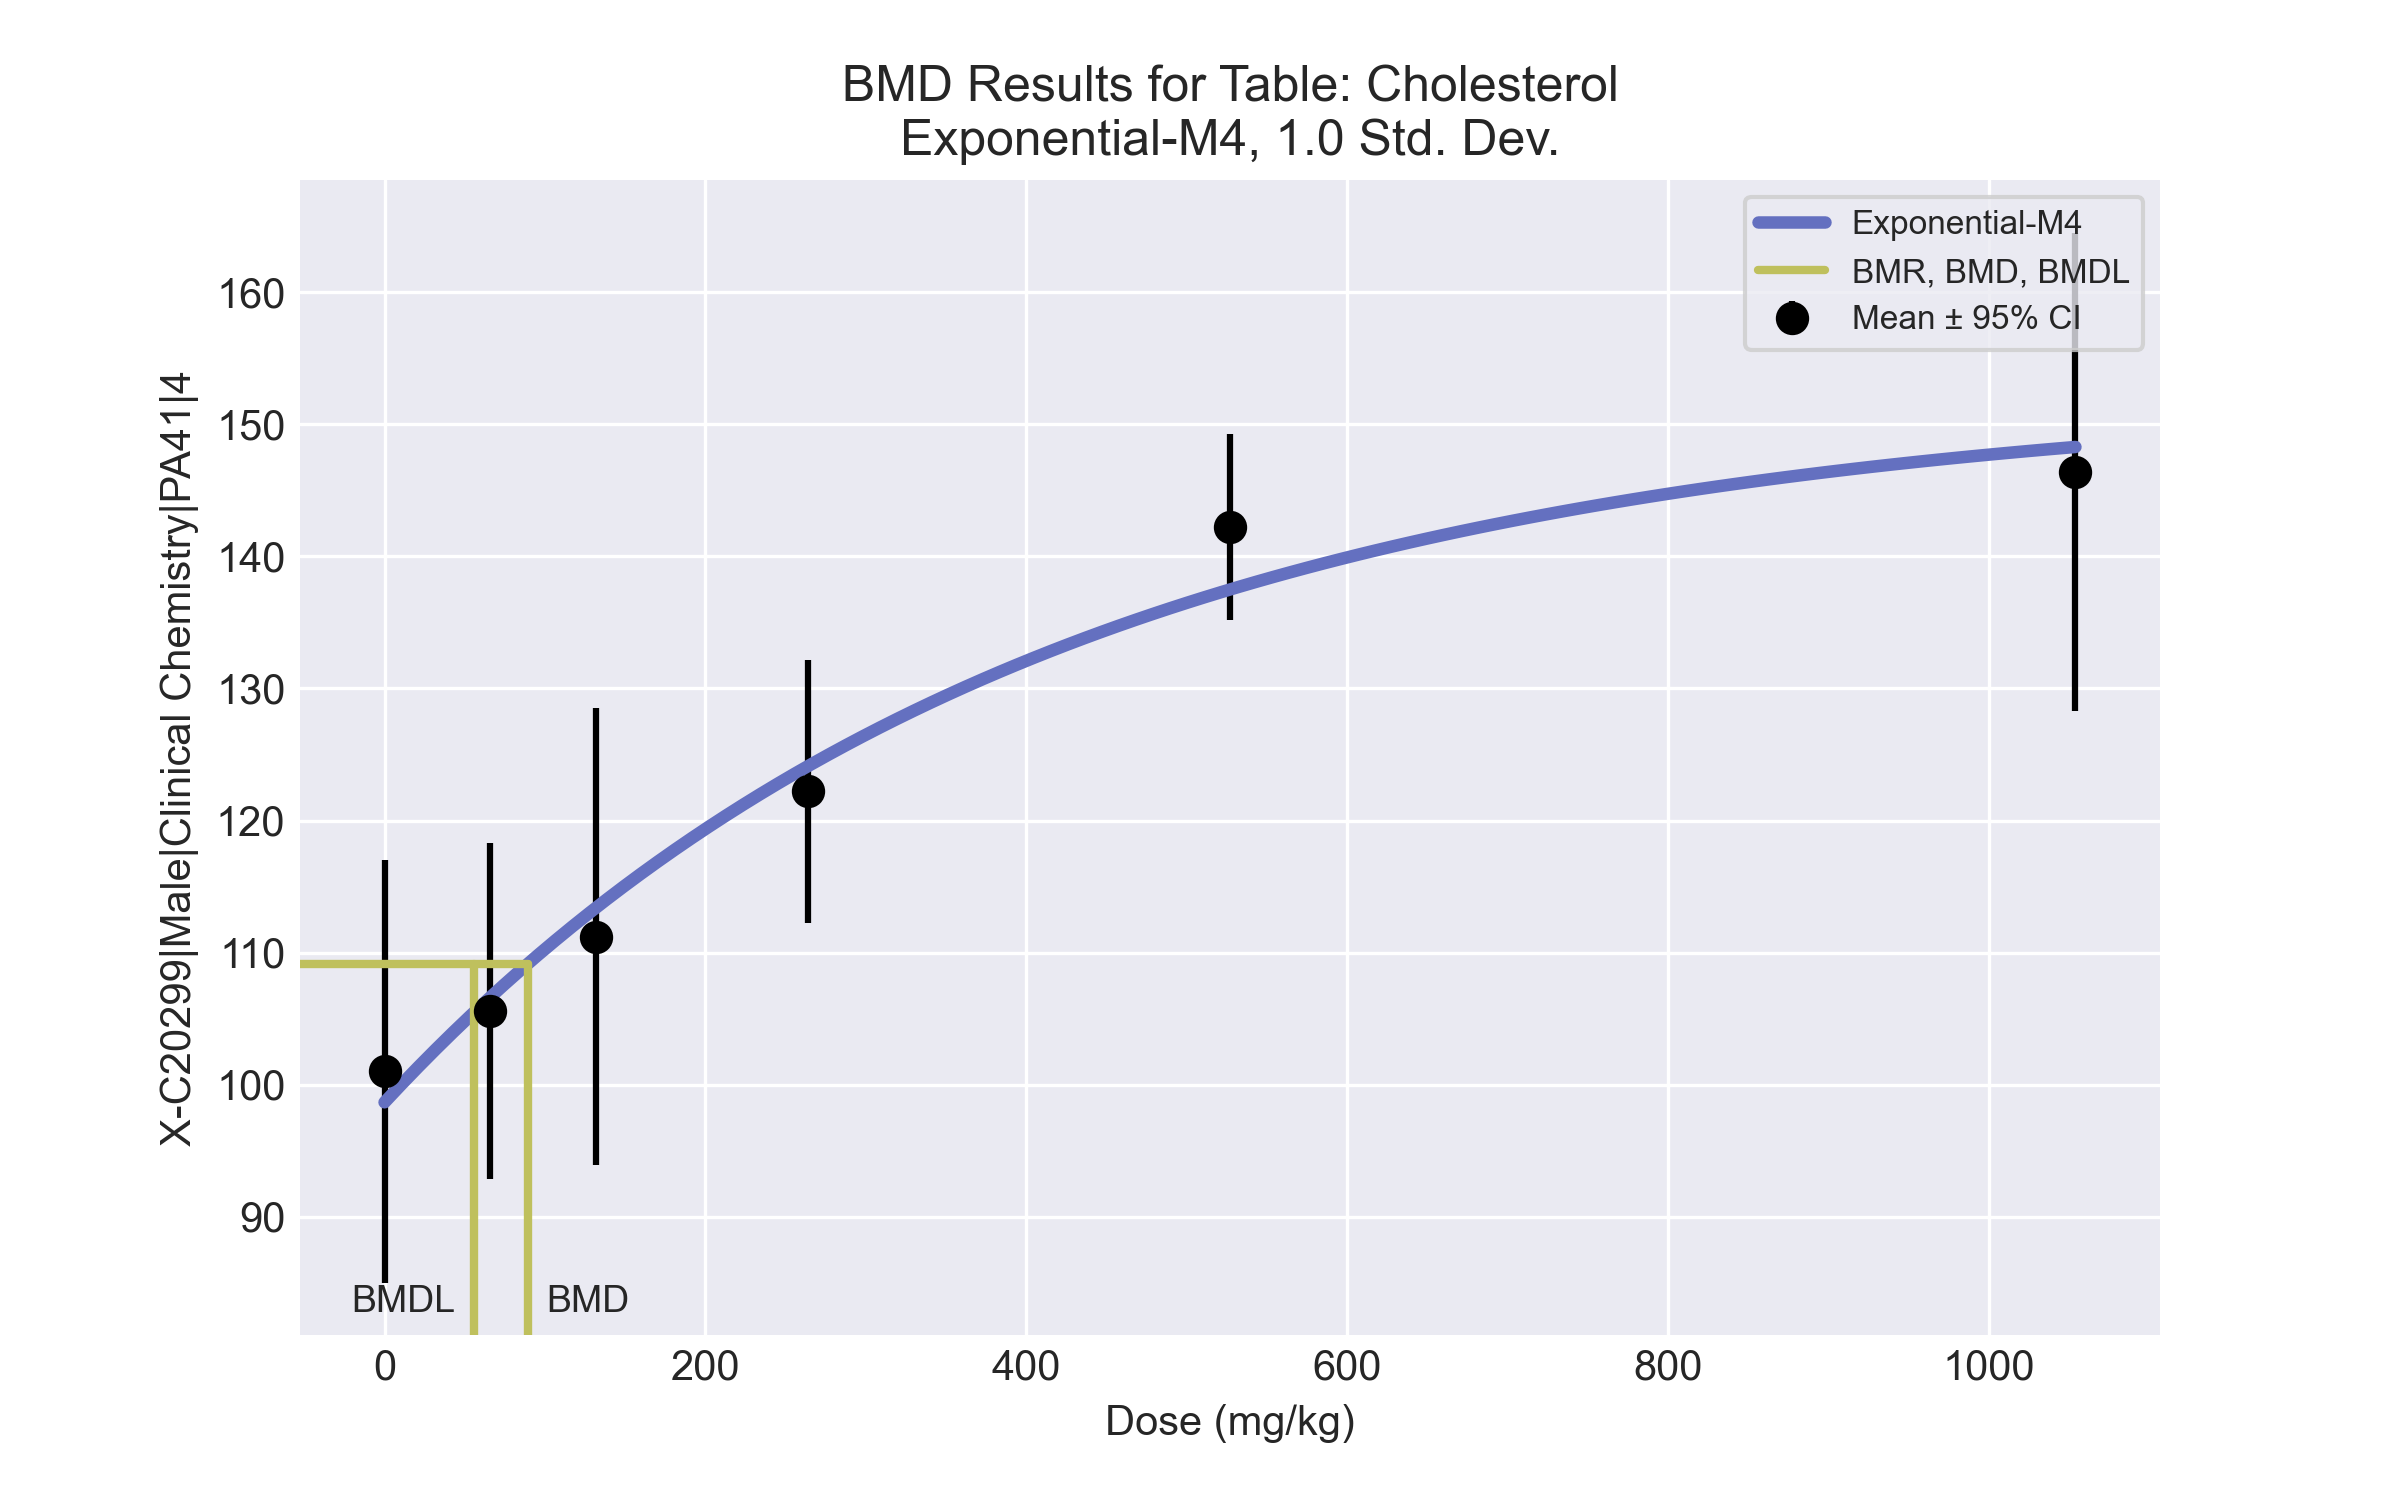 BMD Results for Table: Cholesterol
Exponential-M4, 1.0 Std. Dev.
Exponential-M4
BMR, BMD, BMDL
Mean ± 95% CI
X-C20299|Male|Clinical Chemistry|PA41|4
160
150
140
130
120
110
100
90
BMDL
BMD
0
200
400
600
800
1000
Dose (mg/kg)